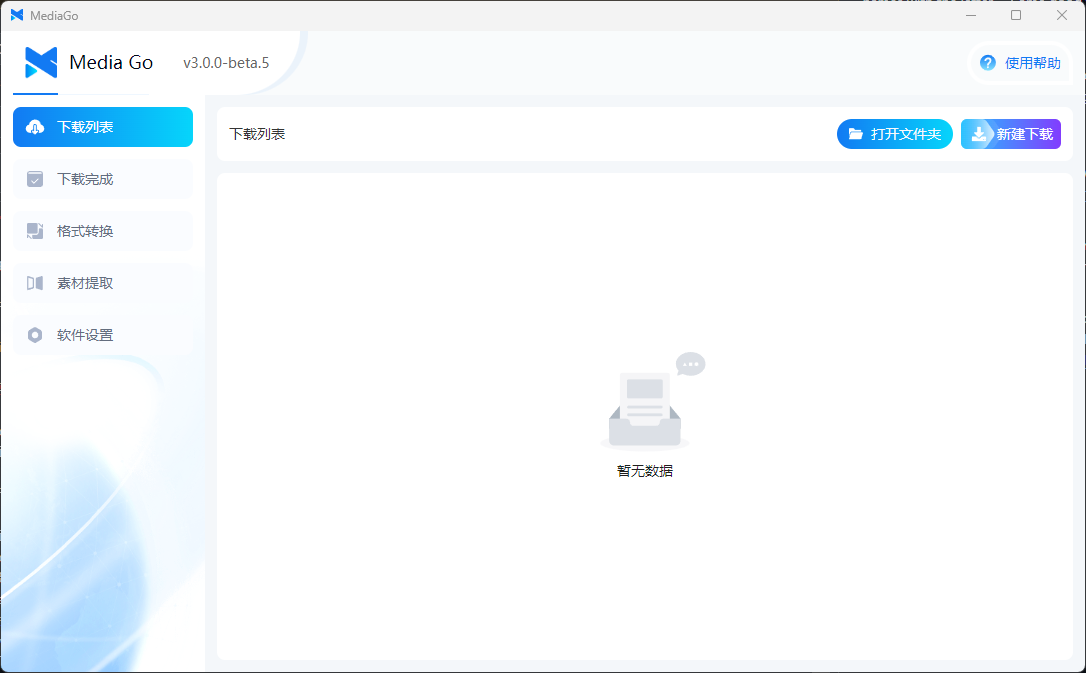 MediaGo
Media Go
v3.0.0-beta.5
使用帮助
下载列表
下载完成
格式转换
素材提取
软件设置
下载列表
打开文件夹
新建下载
暂无数据